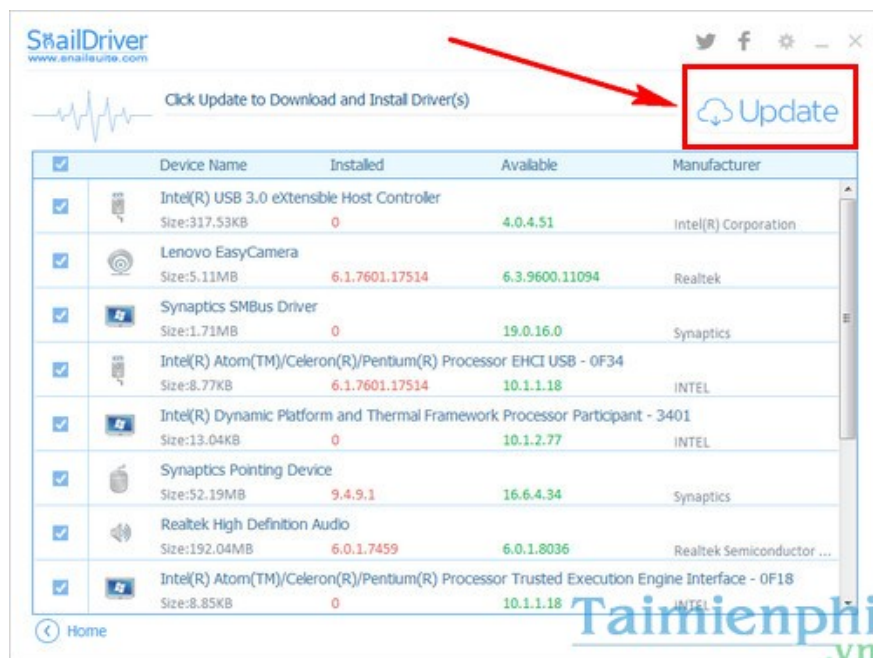 SnailDriver
www.snailsuite.com
Click Update to Download and Install Driver(s)
Update
Device Name Installed Available Manufacturer
Intel(R) USB 3.0 eXtensible Host Controller
Size:317.53KB 0 4.0.4.51 Intel(R) Corporation
Lenovo EasyCamera
Size:5.11MB 6.1.7601.17514 6.3.9600.11094 Realtek
Synaptics SMBus Driver
Size:1.71MB 0 19.0.16.0 Synaptics
Intel(R) Atom(TM)/Celeron(R)/Pentium(R) Processor EHCI USB - 0F34
Size:8.77KB 6.1.7601.17514 10.1.1.18 INTEL
Intel(R) Dynamic Platform and Thermal Framework Processor Participant - 3401
Size:13.04KB 0 10.1.2.77 INTEL
Synaptics Pointing Device
Size:52.19MB 9.4.9.1 16.6.4.34 Synaptics
Realtek High Definition Audio
Size:192.04MB 6.0.1.7459 6.0.1.8036 Realtek Semiconductor ...
Intel(R) Atom(TM)/Celeron(R)/Pentium(R) Processor Trusted Execution Engine Interface - 0F18
Size:8.85KB 0 10.1.1.18 INTEL
Home
Taimienphi
.vn